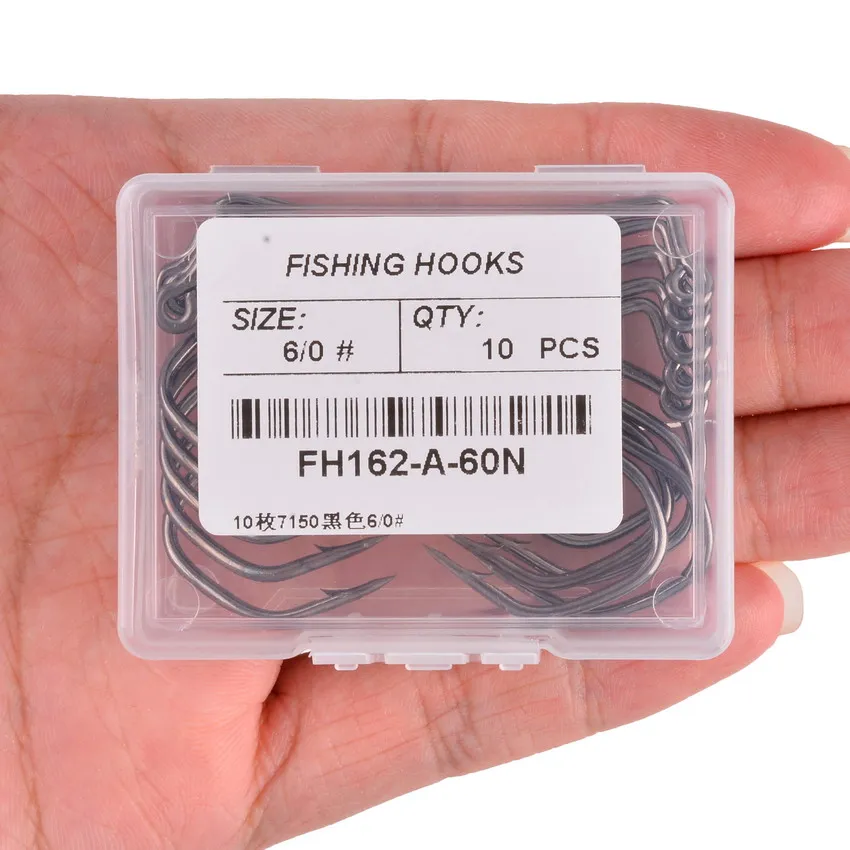 FISHING HOOKS
SIZE: QTY:
6/0 # 10 PCS
FH162-A-60N
10枚7150黑色6/0#